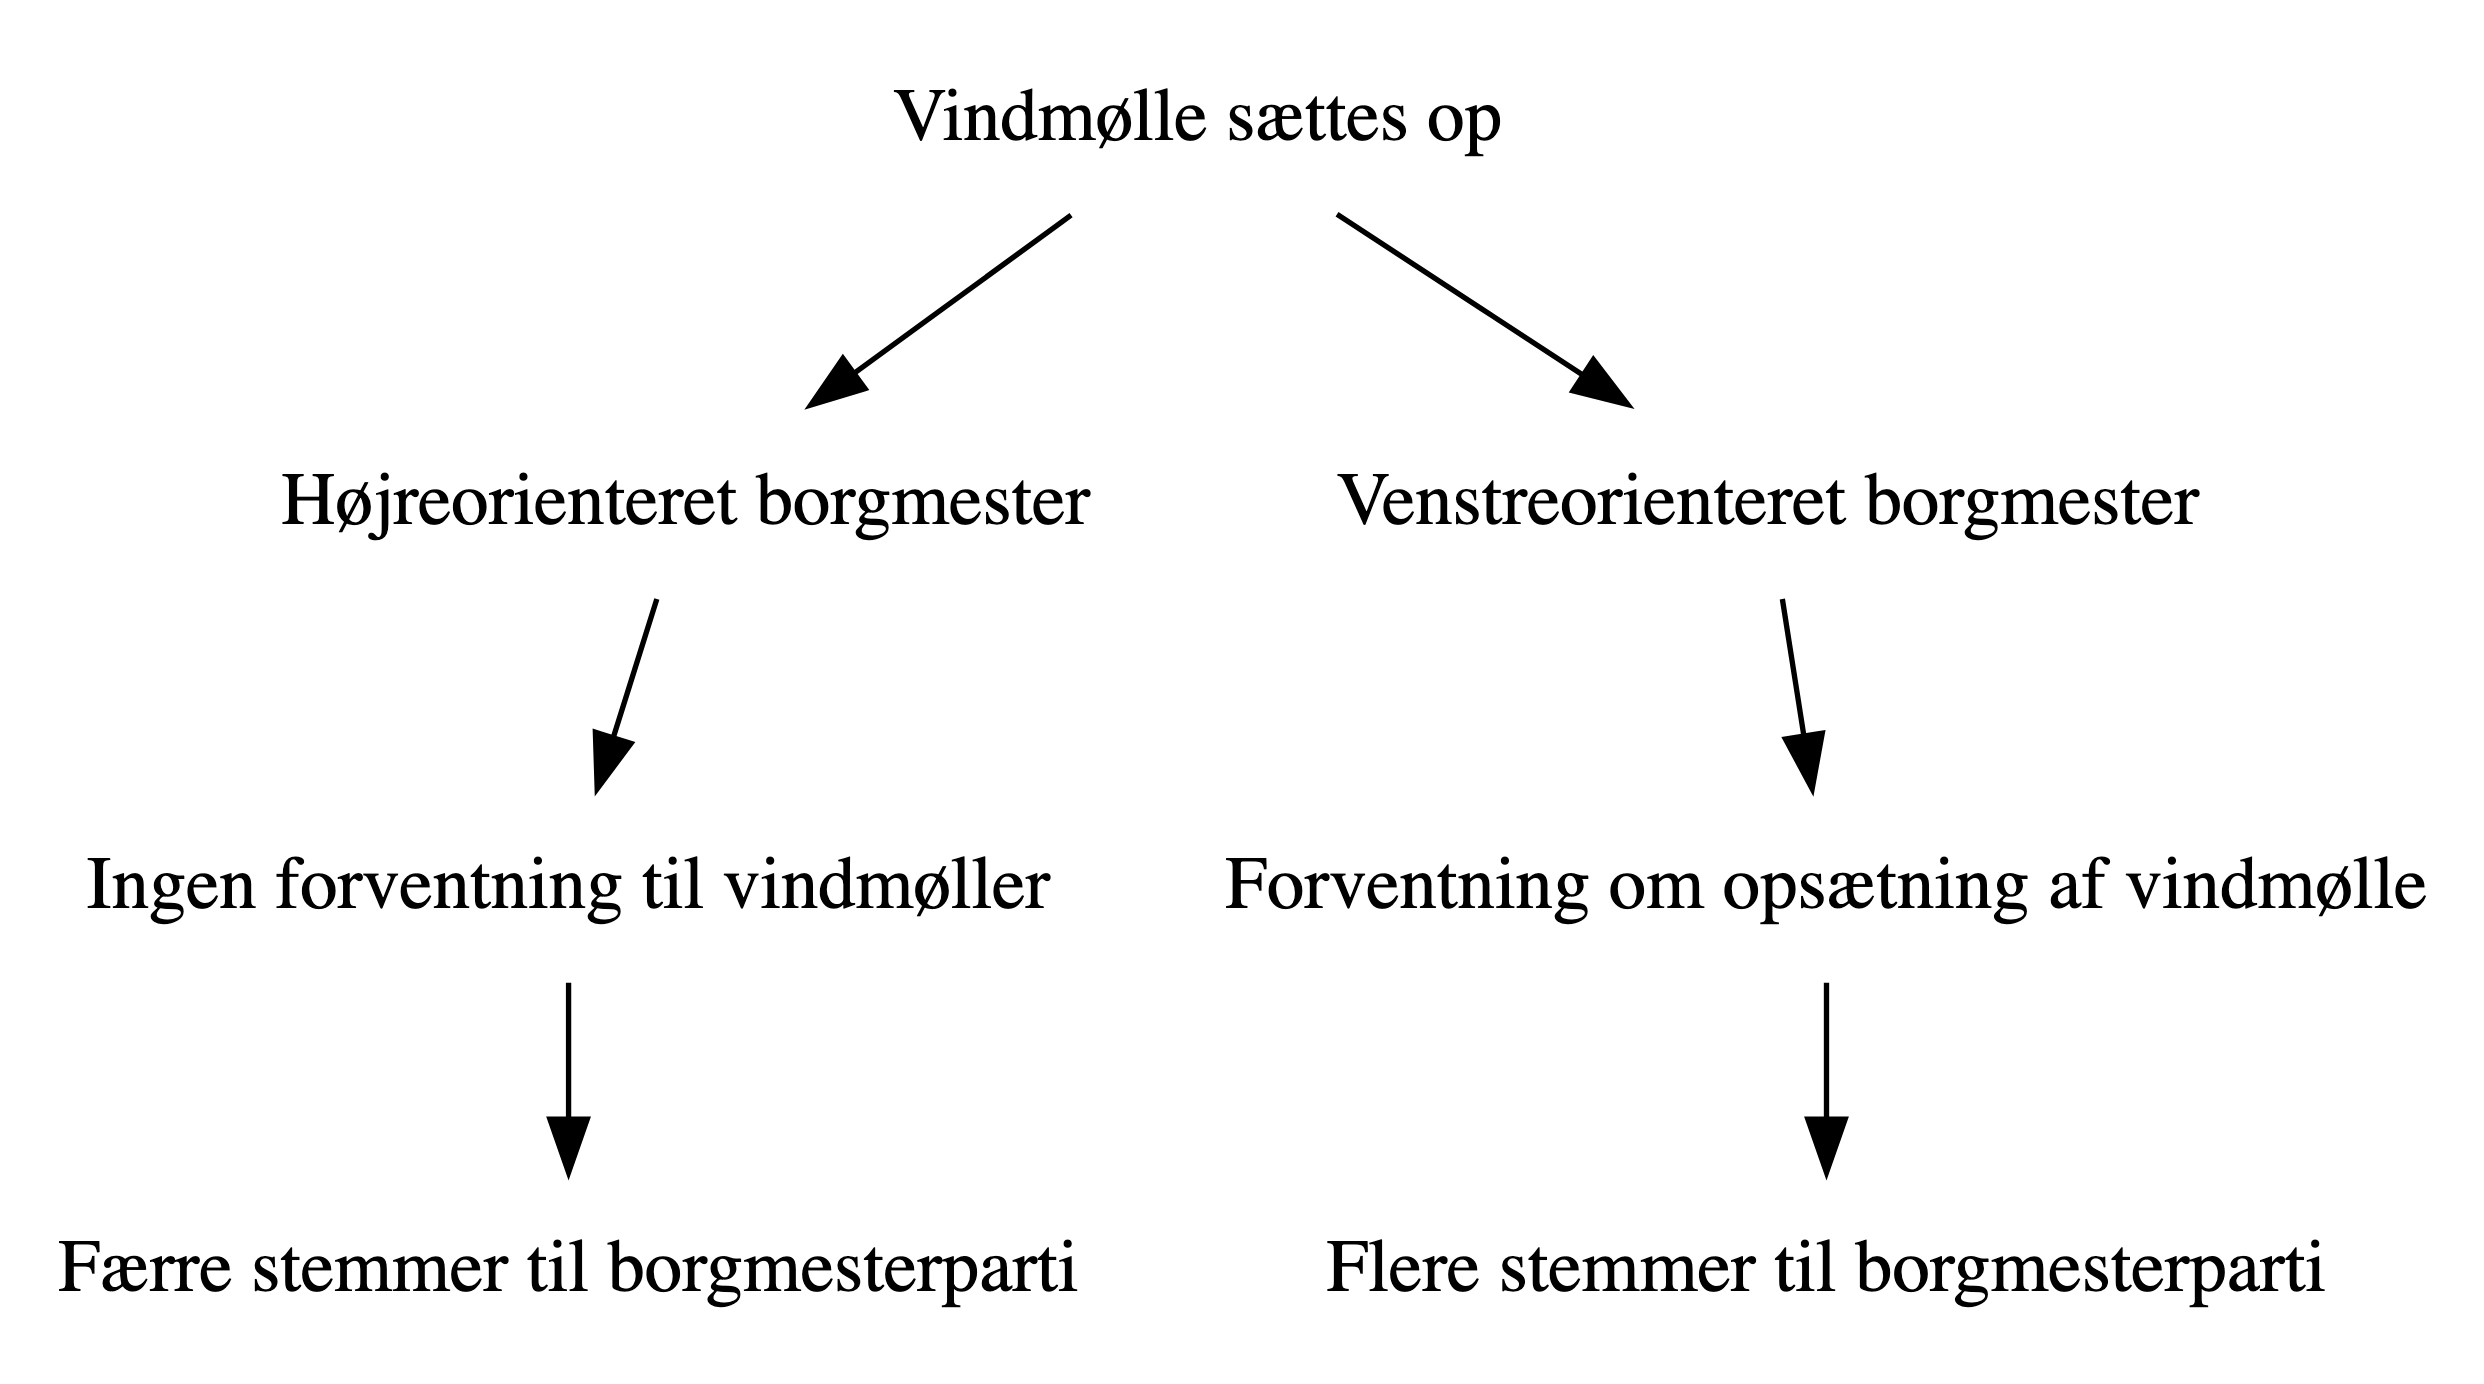 Vindmølle sættes op
Højreorienteret borgmester
Venstreorienteret borgmester
Ingen forventning til vindmøller
Forventning om opsætning af vindmølle
Færre stemmer til borgmesterparti
Flere stemmer til borgmesterparti